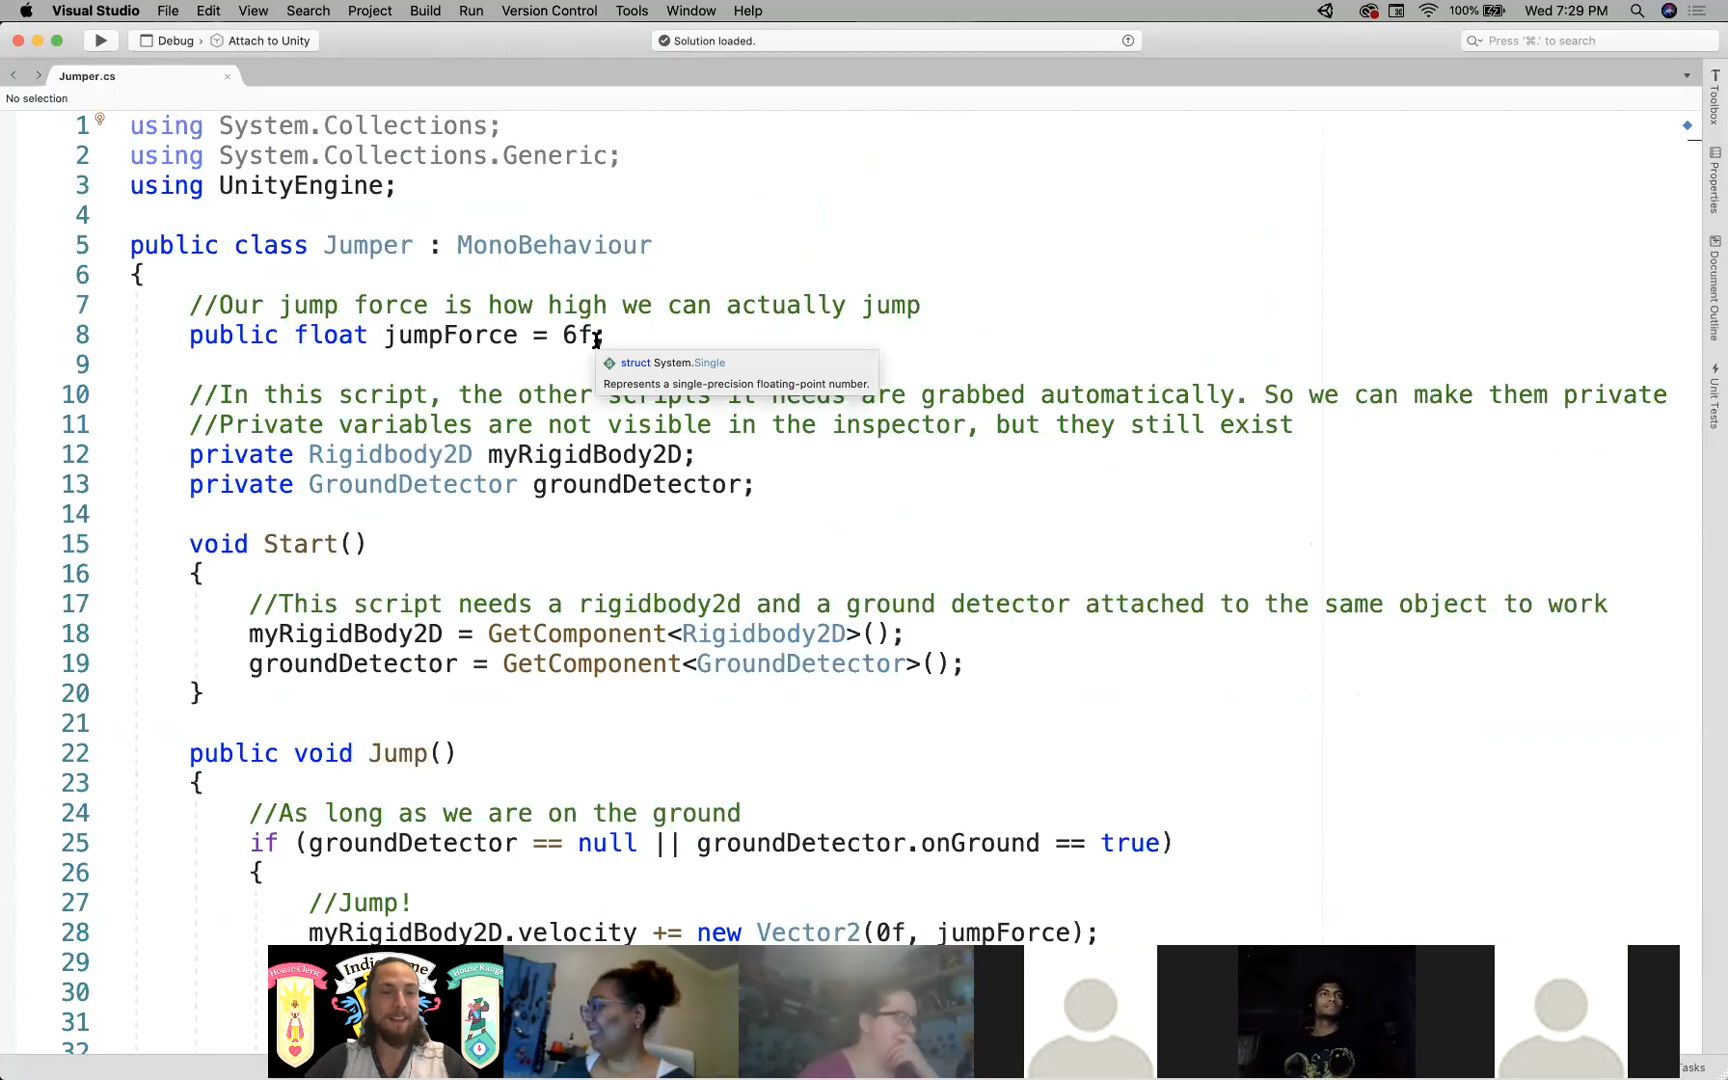 Visual Studio File Edit View Search Project Build Run Version Control Tools Window Help 100% Wed 7:29 PM
Debug › Attach to Unity Solution loaded. Press '⌘.' to search
Jumper.cs
No selection
1 using System.Collections;
2 using System.Collections.Generic;
3 using UnityEngine;
4
5 public class Jumper : MonoBehaviour
6 {
7 //Our jump force is how high we can actually jump
8 public float jumpForce = 6f;
struct System.Single
Represents a single-precision floating-point number.
9
10 //In this script, the other scripts it needs are grabbed automatically. So we can make them private
11 //Private variables are not visible in the inspector, but they still exist
12 private Rigidbody2D myRigidBody2D;
13 private GroundDetector groundDetector;
14
15 void Start()
16 {
17 //This script needs a rigidbody2d and a ground detector attached to the same object to work
18 myRigidBody2D = GetComponent<Rigidbody2D>();
19 groundDetector = GetComponent<GroundDetector>();
20 }
21
22 public void Jump()
23 {
24 //As long as we are on the ground
25 if (groundDetector == null || groundDetector.onGround == true)
26 {
27 //Jump!
28 myRigidBody2D.velocity += new Vector2(0f, jumpForce);
29
30
31
32
Toolbox
Properties
Document Outline
Unit Tests
House Cleric
House
Tasks